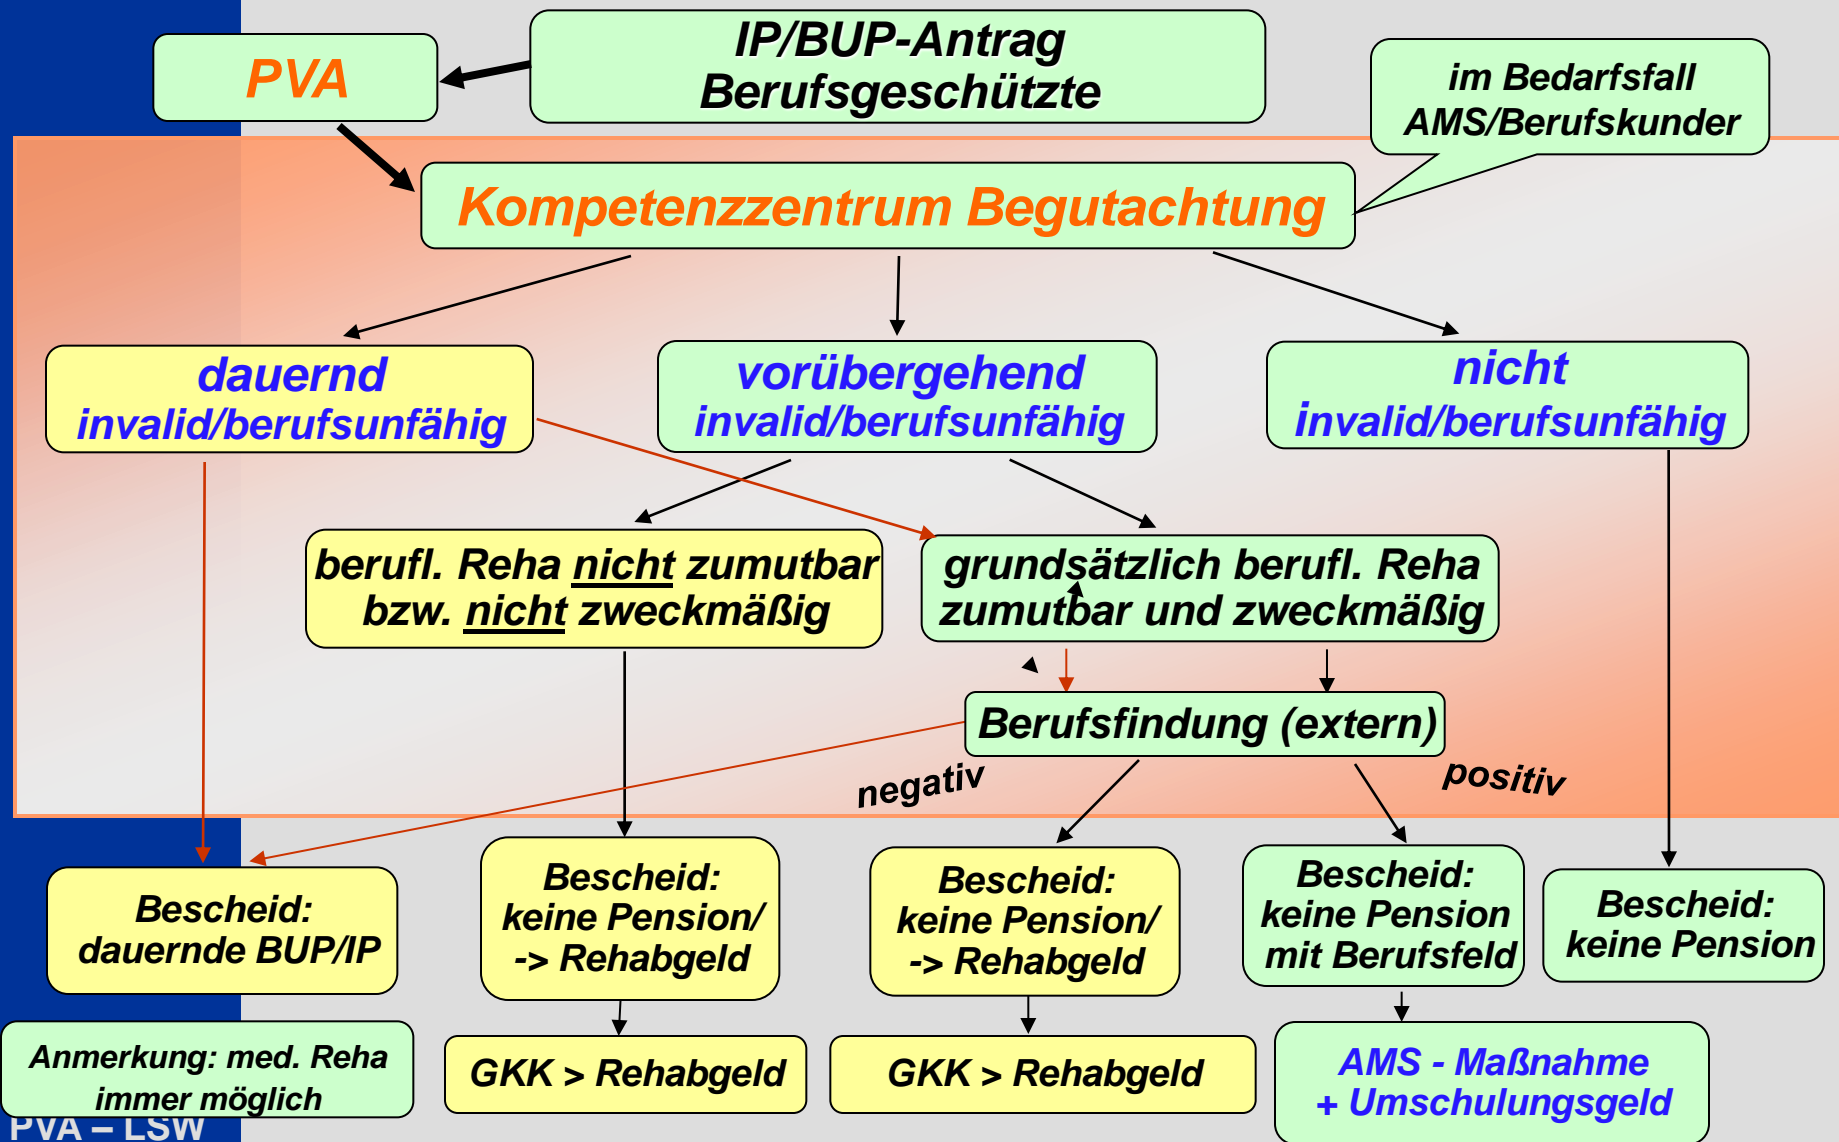 IP/BUP-Antrag
Berufsgeschützte
PVA
im Bedarfsfall
AMS/Berufskunder
Kompetenzzentrum Begutachtung
dauernd
invalid/berufsunfähig
vorübergehend
invalid/berufsunfähig
nicht
invalid/berufsunfähig
berufl. Reha nicht zumutbar
bzw. nicht zweckmäßig
grundsätzlich berufl. Reha
zumutbar und zweckmäßig
Berufsfindung (extern)
negativ
positiv
Bescheid:
dauernde BUP/IP
Bescheid:
keine Pension/
-> Rehabgeld
Bescheid:
keine Pension/
-> Rehabgeld
Bescheid:
keine Pension
mit Berufsfeld
Bescheid:
keine Pension
Anmerkung: med. Reha
immer möglich
GKK > Rehabgeld
GKK > Rehabgeld
AMS - Maßnahme
+ Umschulungsgeld
PVA – LSW